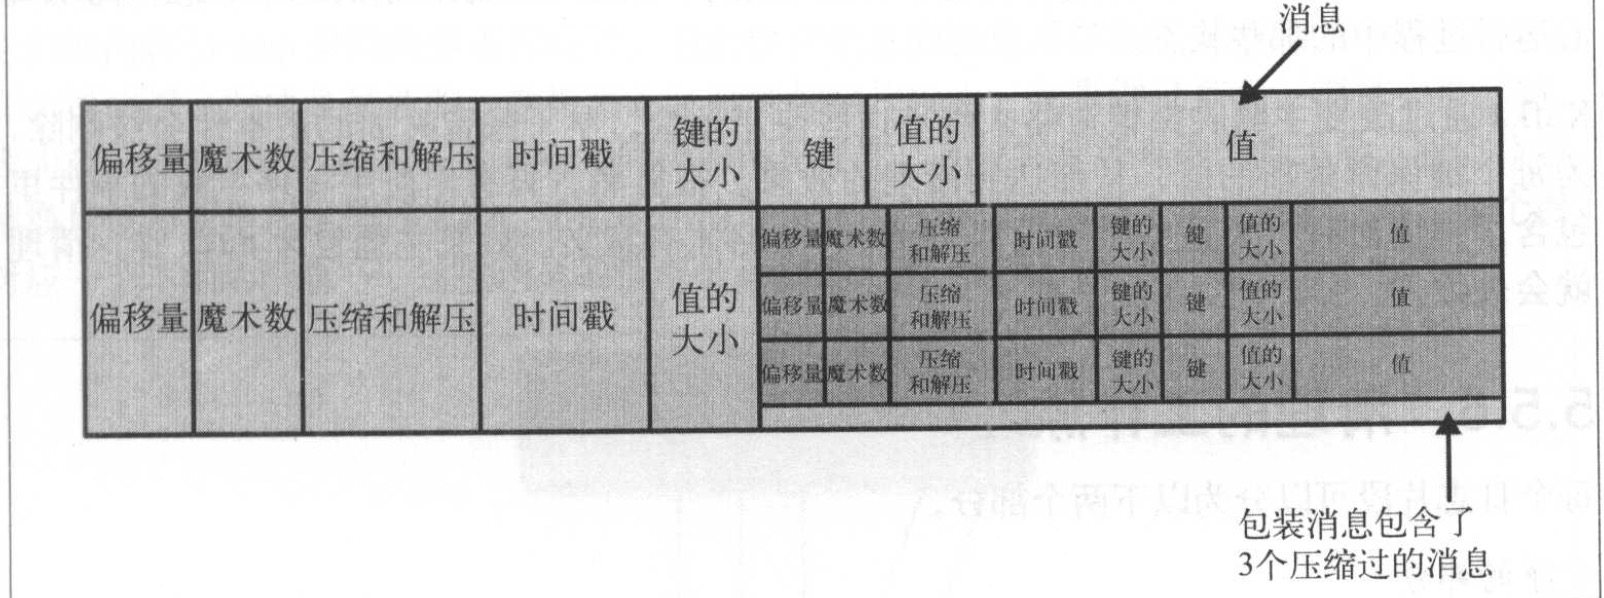 消息
偏移量 魔术数 压缩和解压 时间戳 键的大小 键 值的大小 值
偏移量 魔术数 压缩和解压 时间戳 值的大小
偏移量 魔术数 压缩和解压 时间戳 键的大小 键 值的大小 值
偏移量 魔术数 压缩和解压 时间戳 键的大小 键 值的大小 值
偏移量 魔术数 压缩和解压 时间戳 键的大小 键 值的大小 值
包装消息包含了
3个压缩过的消息